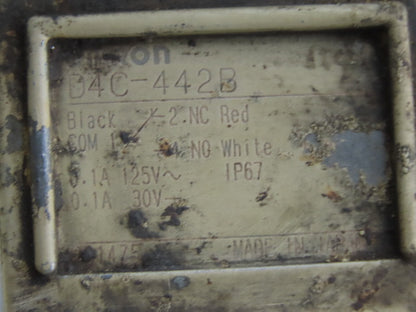 D4C-442B
Black 2 NC Red
COM 1 4 NO White
0.1A 125V~ IP67
0.1A 30V
MADE IN